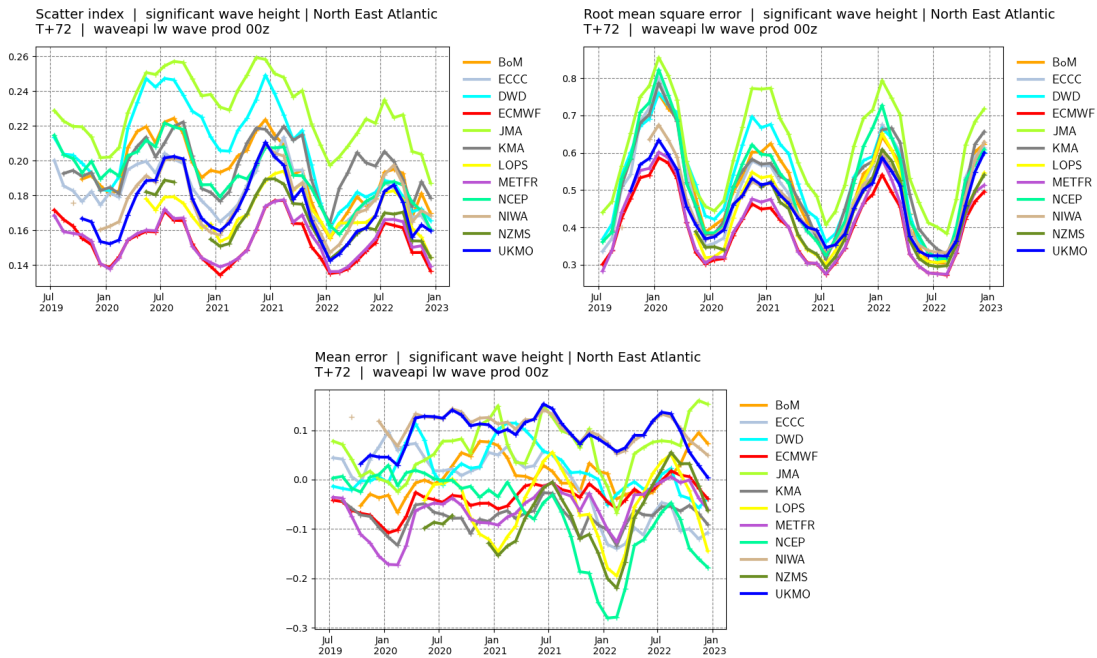 Scatter index | significant wave height | North East Atlantic
T+72 | waveapi lw wave prod 00z
0.26
0.24
0.22
0.20
0.18
0.16
0.14
Jul
2019
Jan
2020
Jul
2020
Jan
2021
Jul
2021
Jan
2022
Jul
2022
Jan
2023
BoM
ECCC
DWD
ECMWF
JMA
KMA
LOPS
METFR
NCEP
NIWA
NZMS
UKMO
Root mean square error | significant wave height | North East Atlantic
T+72 | waveapi lw wave prod 00z
0.8
0.7
0.6
0.5
0.4
0.3
Jul
2019
Jan
2020
Jul
2020
Jan
2021
Jul
2021
Jan
2022
Jul
2022
Jan
2023
BoM
ECCC
DWD
ECMWF
JMA
KMA
LOPS
METFR
NCEP
NIWA
NZMS
UKMO
Mean error | significant wave height | North East Atlantic
T+72 | waveapi lw wave prod 00z
0.1
0.0
−0.1
−0.2
−0.3
Jul
2019
Jan
2020
Jul
2020
Jan
2021
Jul
2021
Jan
2022
Jul
2022
Jan
2023
BoM
ECCC
DWD
ECMWF
JMA
KMA
LOPS
METFR
NCEP
NIWA
NZMS
UKMO